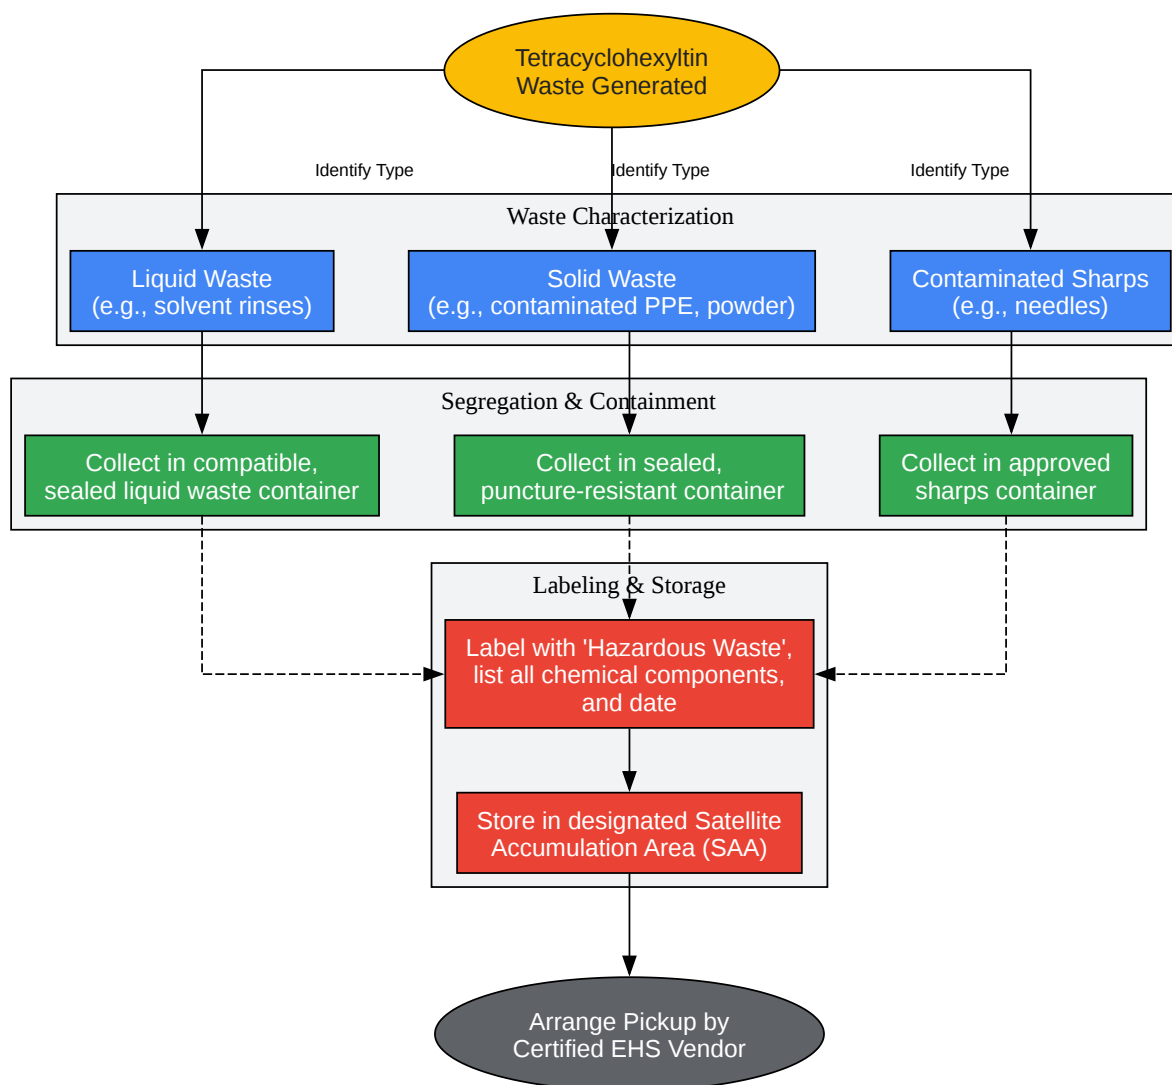 Tetracyclohexyltin
Waste Generated
Identify Type
Identify Type
Identify Type
Waste Characterization
Liquid Waste
(e.g., solvent rinses)
Solid Waste
(e.g., contaminated PPE, powder)
Contaminated Sharps
(e.g., needles)
Segregation & Containment
Collect in compatible,
sealed liquid waste container
Collect in sealed,
puncture-resistant container
Collect in approved
sharps container
Labeling & Storage
Label with 'Hazardous Waste',
list all chemical components,
and date
Store in designated Satellite
Accumulation Area (SAA)
Arrange Pickup by
Certified EHS Vendor